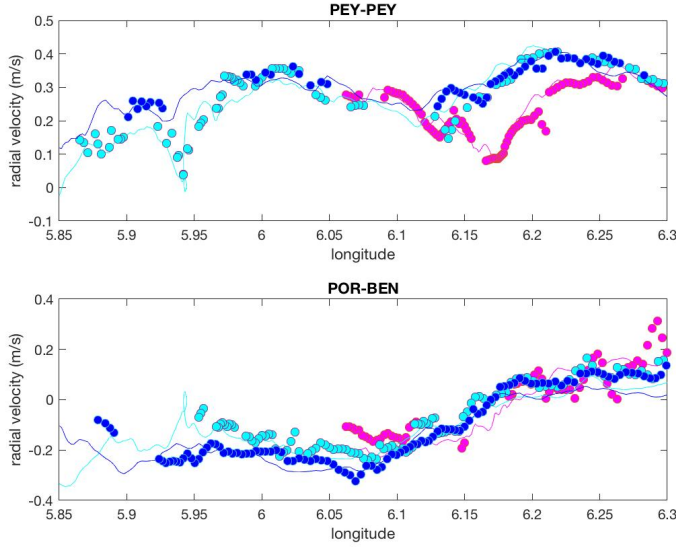 PEY-PEY
0.5
0.4
0.3
0.2
0.1
0
-0.1
radial velocity (m/s)
5.85 5.9 5.95 6 6.05 6.1 6.15 6.2 6.25 6.3
longitude
POR-BEN
0.4
0.2
0
-0.2
-0.4
radial velocity (m/s)
5.85 5.9 5.95 6 6.05 6.1 6.15 6.2 6.25 6.3
longitude